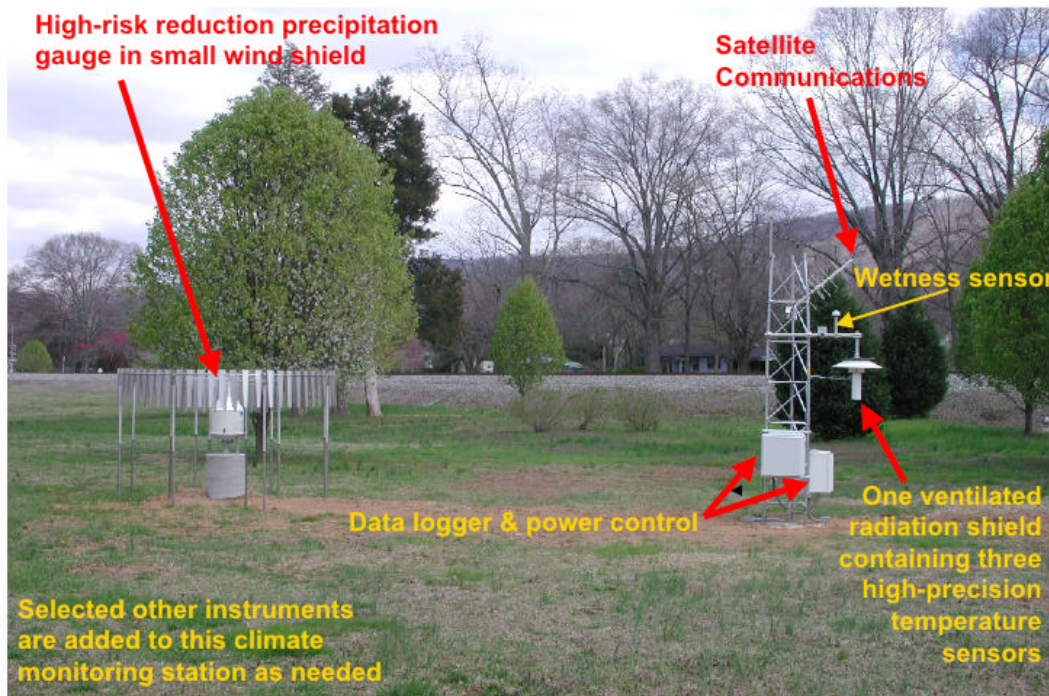 High-risk reduction precipitation
gauge in small wind shield
Satellite
Communications
Wetness sensor
Data logger & power control
One ventilated
radiation shield
containing three
high-precision
temperature
sensors
Selected other instruments
are added to this climate
monitoring station as needed